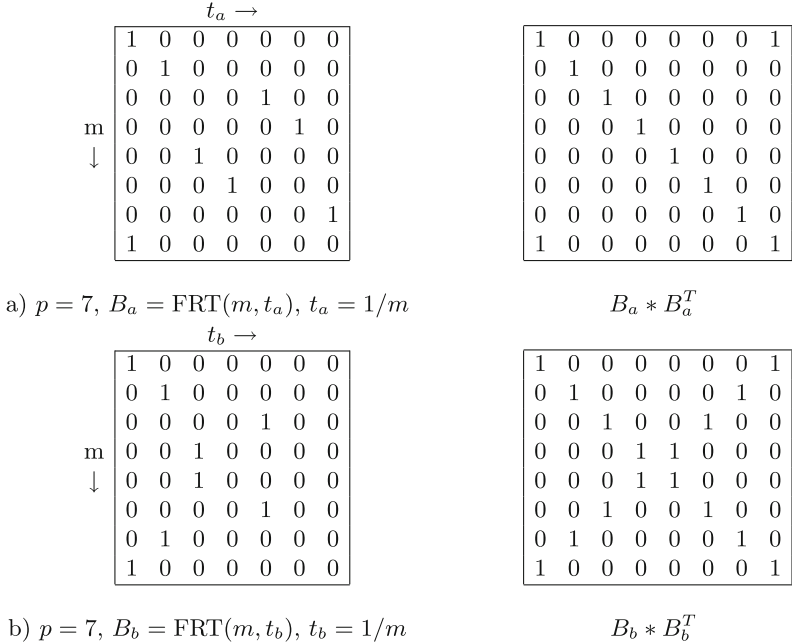 t_a →
1 0 0 0 0 0 0 1 0 0 0 0 0 0 1
0 1 0 0 0 0 0 0 1 0 0 0 0 0 0
0 0 0 0 1 0 0 0 0 1 0 0 0 0 0
m 0 0 0 0 0 1 0 0 0 0 1 0 0 0 0
↓ 0 0 1 0 0 0 0 0 0 0 0 1 0 0 0
0 0 0 1 0 0 0 0 0 0 0 0 1 0 0
0 0 0 0 0 0 1 0 0 0 0 0 0 1 0
1 0 0 0 0 0 0 1 0 0 0 0 0 0 1
a) p = 7, B_a = FRT(m, t_a), t_a = 1/m B_a ∗ B_a^T
t_b →
1 0 0 0 0 0 0 1 0 0 0 0 0 0 1
0 1 0 0 0 0 0 0 1 0 0 0 0 1 0
0 0 0 0 1 0 0 0 0 1 0 0 1 0 0
m 0 0 1 0 0 0 0 0 0 0 1 1 0 0 0
↓ 0 0 1 0 0 0 0 0 0 0 1 1 0 0 0
0 0 0 0 1 0 0 0 0 1 0 0 1 0 0
0 1 0 0 0 0 0 0 1 0 0 0 0 1 0
1 0 0 0 0 0 0 1 0 0 0 0 0 0 1
b) p = 7, B_b = FRT(m, t_b), t_b = 1/m B_b ∗ B_b^T